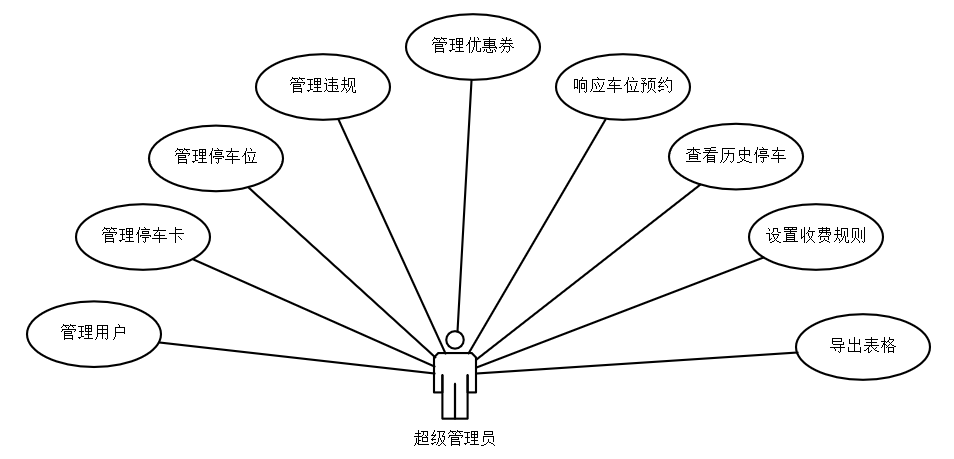 管理优惠券
管理违规
响应车位预约
管理停车位
查看历史停车
管理停车卡
设置收费规则
管理用户
导出表格
超级管理员